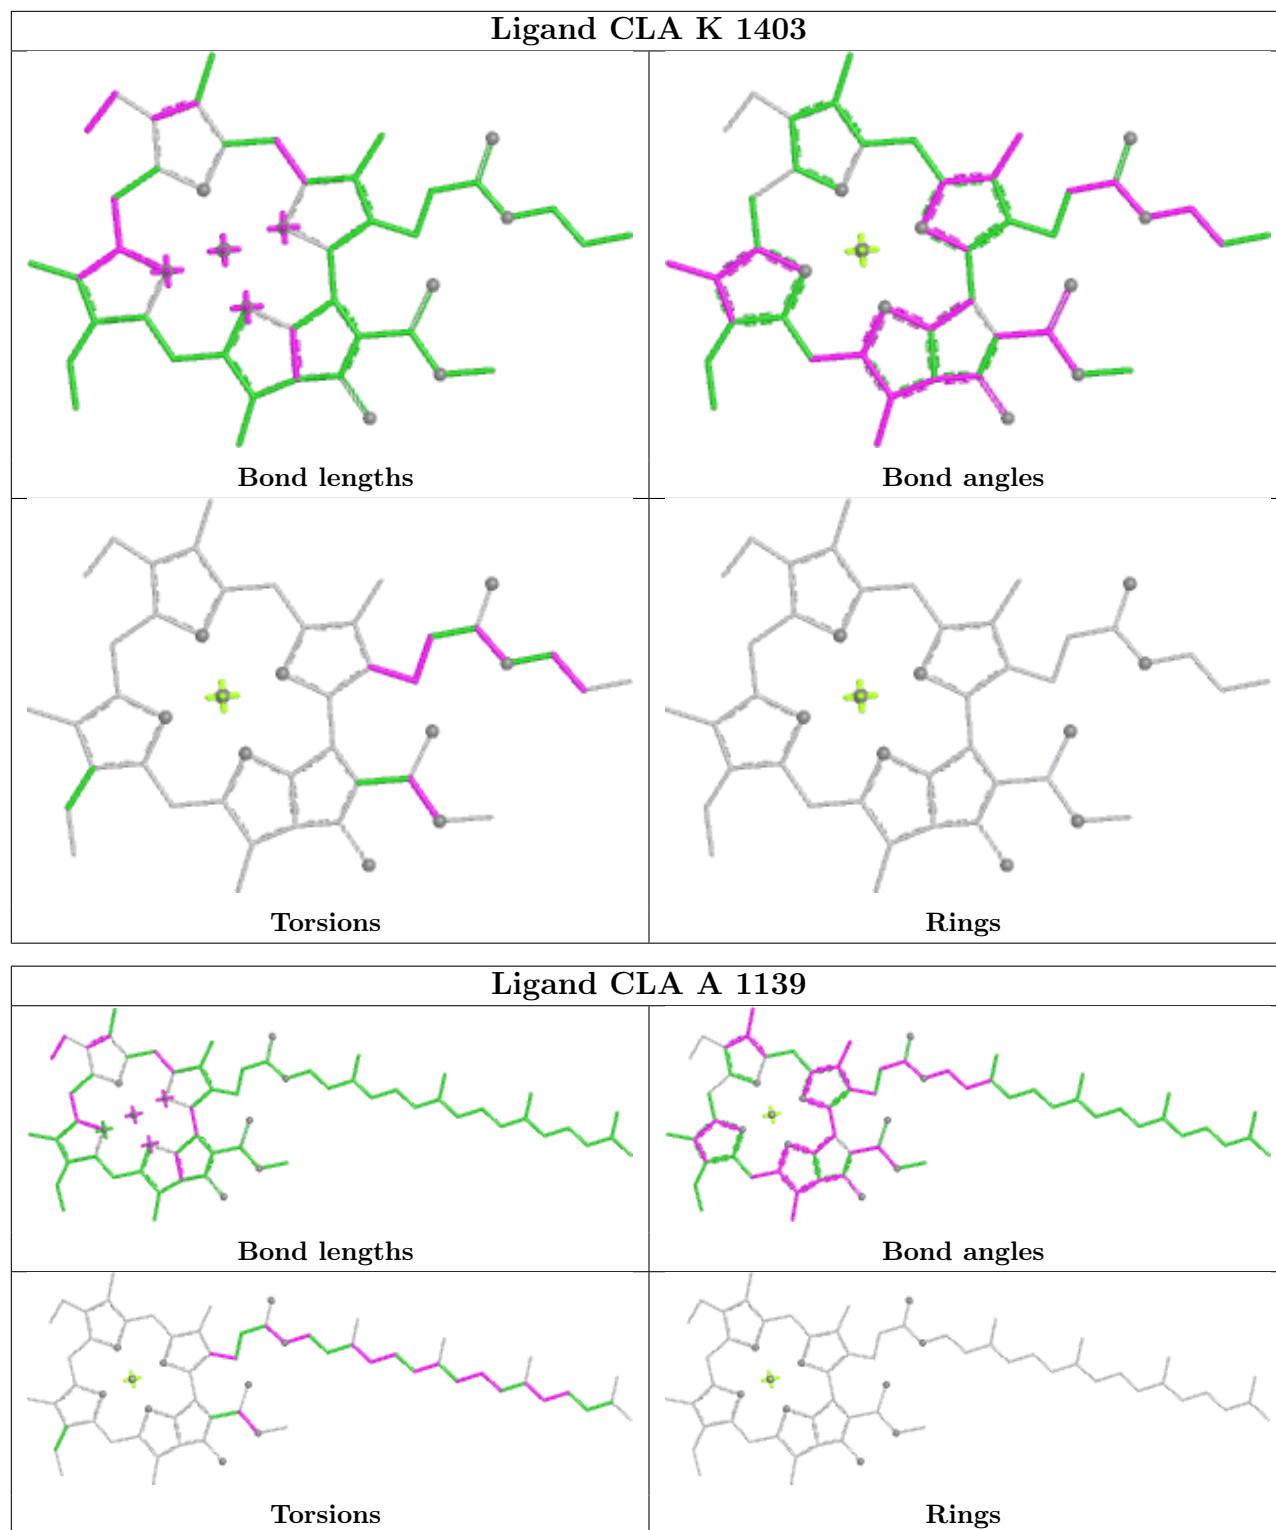 Ligand CLA K 1403
Bond lengths
Bond angles
Torsions
Rings
Ligand CLA A 1139
Bond lengths
Bond angles
Torsions
Rings